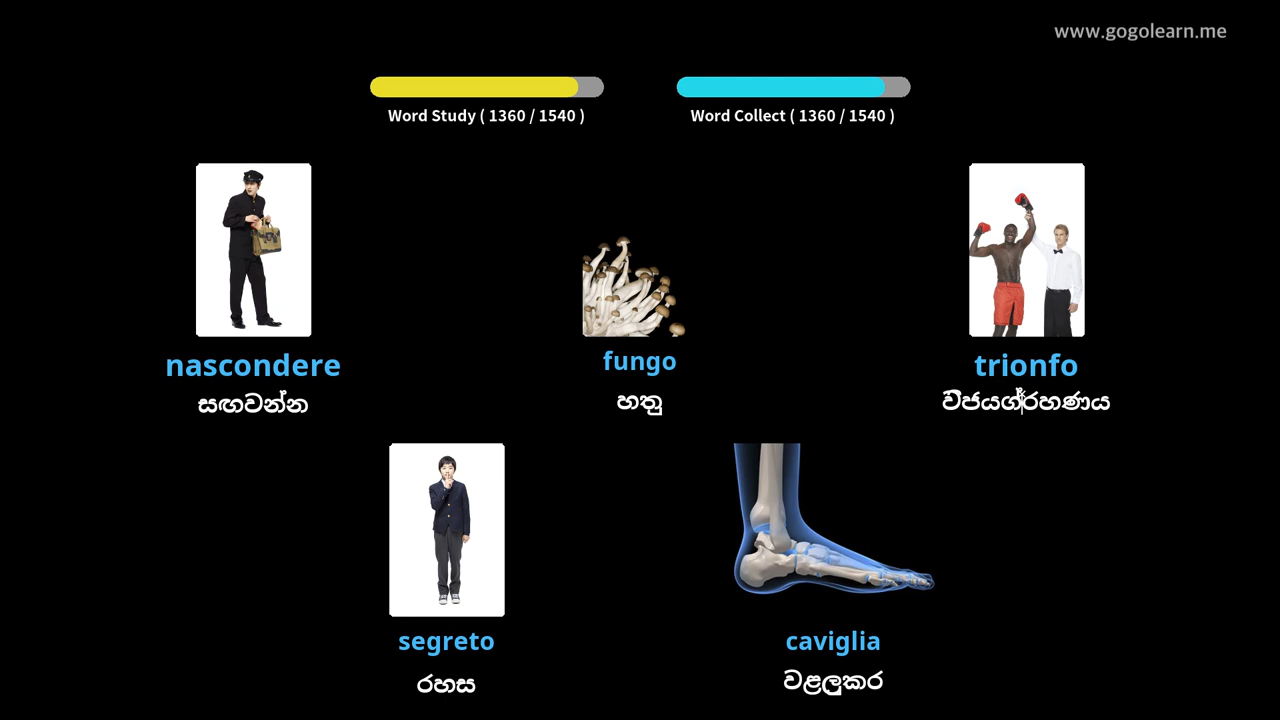 www.gogolearn.me
Word Study ( 1360 / 1540 )
Word Collect ( 1360 / 1540 )
nascondere
සඟවන්න
fungo
හතු
trionfo
විජයග්‍රහණය
segreto
රහස
caviglia
වළලුකර